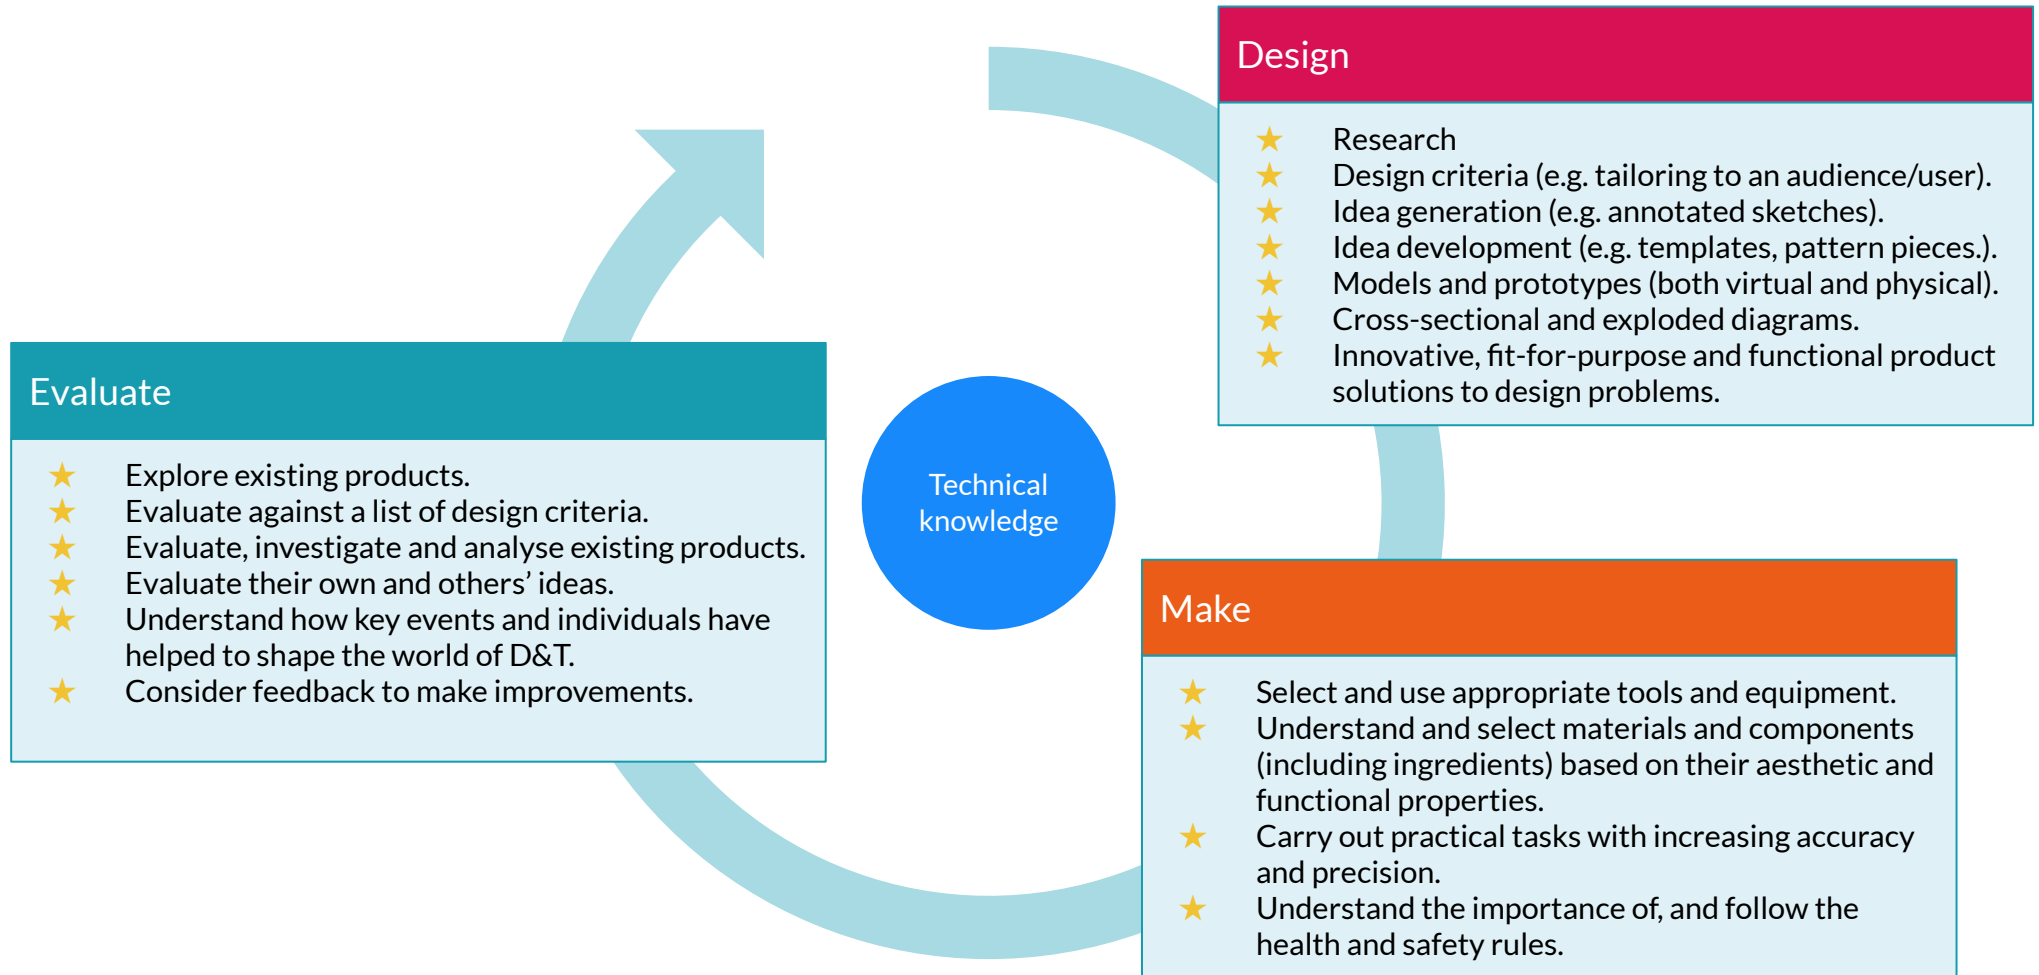 Design
★ Research
★ Design criteria (e.g. tailoring to an audience/user).
★ Idea generation (e.g. annotated sketches).
★ Idea development (e.g. templates, pattern pieces.).
★ Models and prototypes (both virtual and physical).
★ Cross-sectional and exploded diagrams.
★ Innovative, fit-for-purpose and functional product
solutions to design problems.
Make
★ Select and use appropriate tools and equipment.
★ Understand and select materials and components
(including ingredients) based on their aesthetic and
functional properties.
★ Carry out practical tasks with increasing accuracy
and precision.
★ Understand the importance of, and follow the
health and safety rules.
Evaluate
★ Explore existing products.
★ Evaluate against a list of design criteria.
★ Evaluate, investigate and analyse existing products.
★ Evaluate their own and others’ ideas.
★ Understand how key events and individuals have
helped to shape the world of D&T.
★ Consider feedback to make improvements.
Technical
knowledge